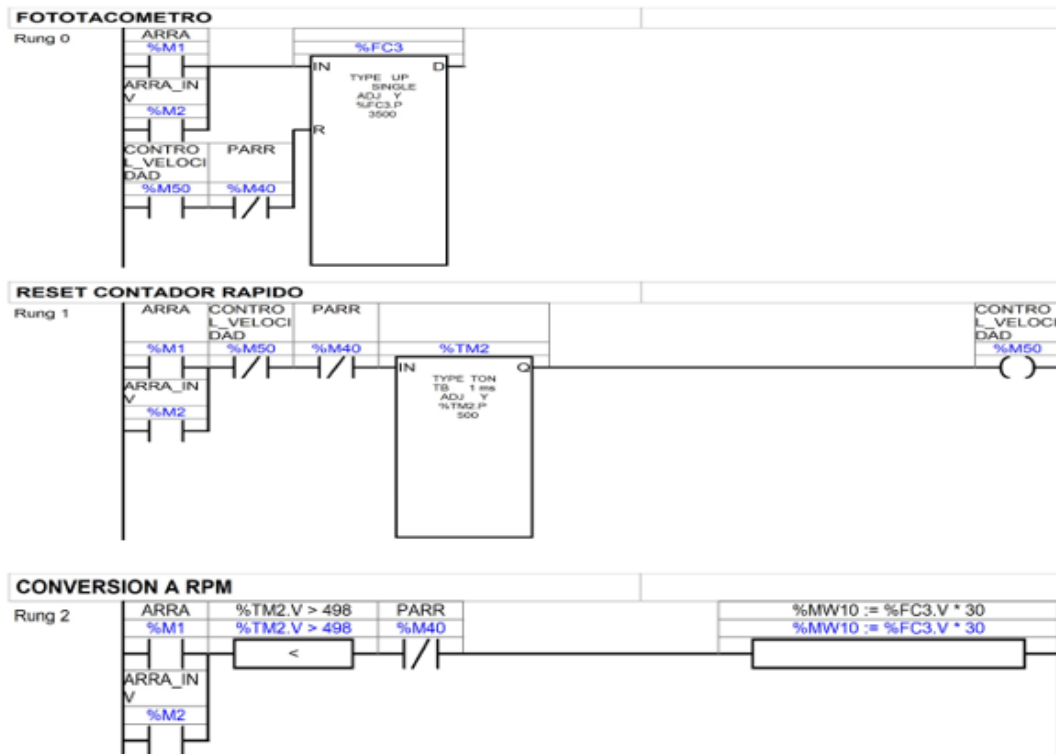 FOTOTACOMETRO
Rung 0
ARRA
%M1
%FC3
IN
D
TYPE UP
SINGLE
ADJ Y
%FC3.P
3500
ARRA_IN
V
%M2
R
CONTRO
L_VELOCI
DAD
PARR
%M50
%M40
RESET CONTADOR RAPIDO
Rung 1
ARRA
CONTRO
L_VELOCI
DAD
PARR
CONTRO
L_VELOCI
DAD
%M1
%M50
%M40
%TM2
%M50
IN
Q
TYPE TON
TB 1 ms
ADJ Y
%TM2.P
500
ARRA_IN
V
%M2
CONVERSION A RPM
Rung 2
ARRA
%TM2.V > 498
PARR
%MW10 := %FC3.V * 30
%M1
%TM2.V > 498
%M40
%MW10 := %FC3.V * 30
<
ARRA_IN
V
%M2